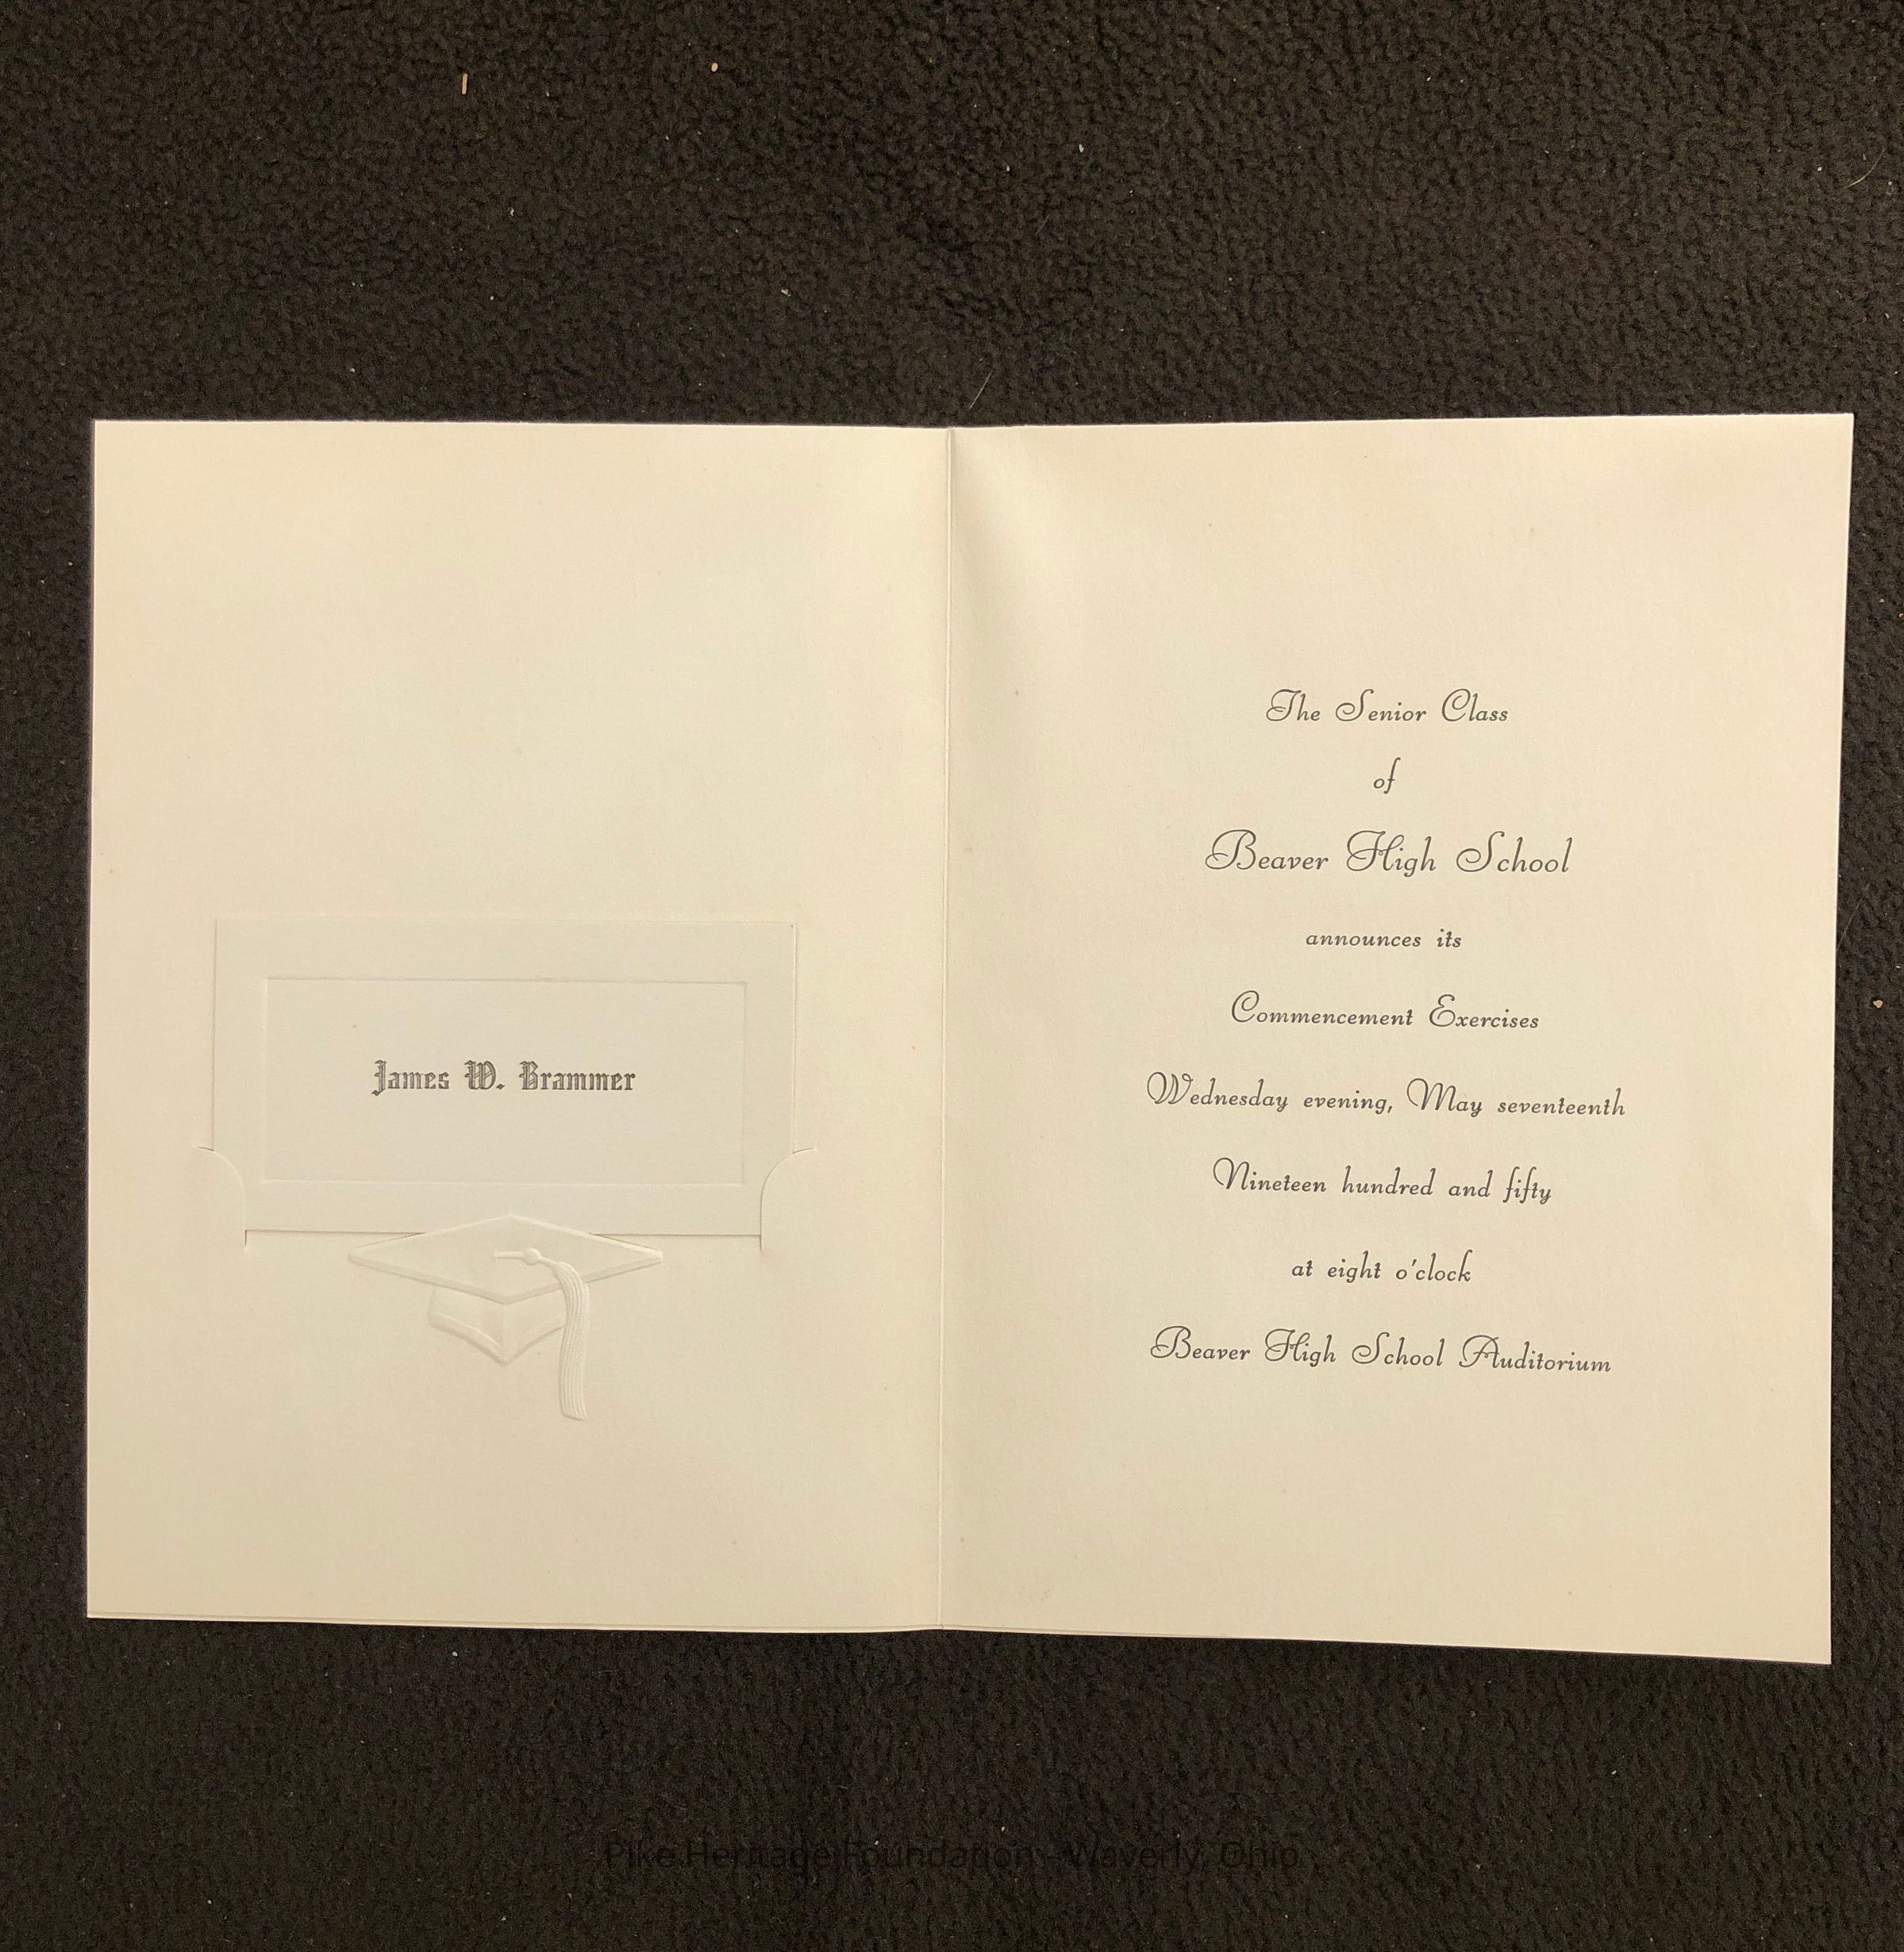 James W. Brammer
The Senior Class
of
Beaver High School
announces its
Commencement Exercises
Wednesday evening, May seventeenth
Nineteen hundred and fifty
at eight o'clock
Beaver High School Auditorium
Pike Heritage Foundation - Waverly, Ohio